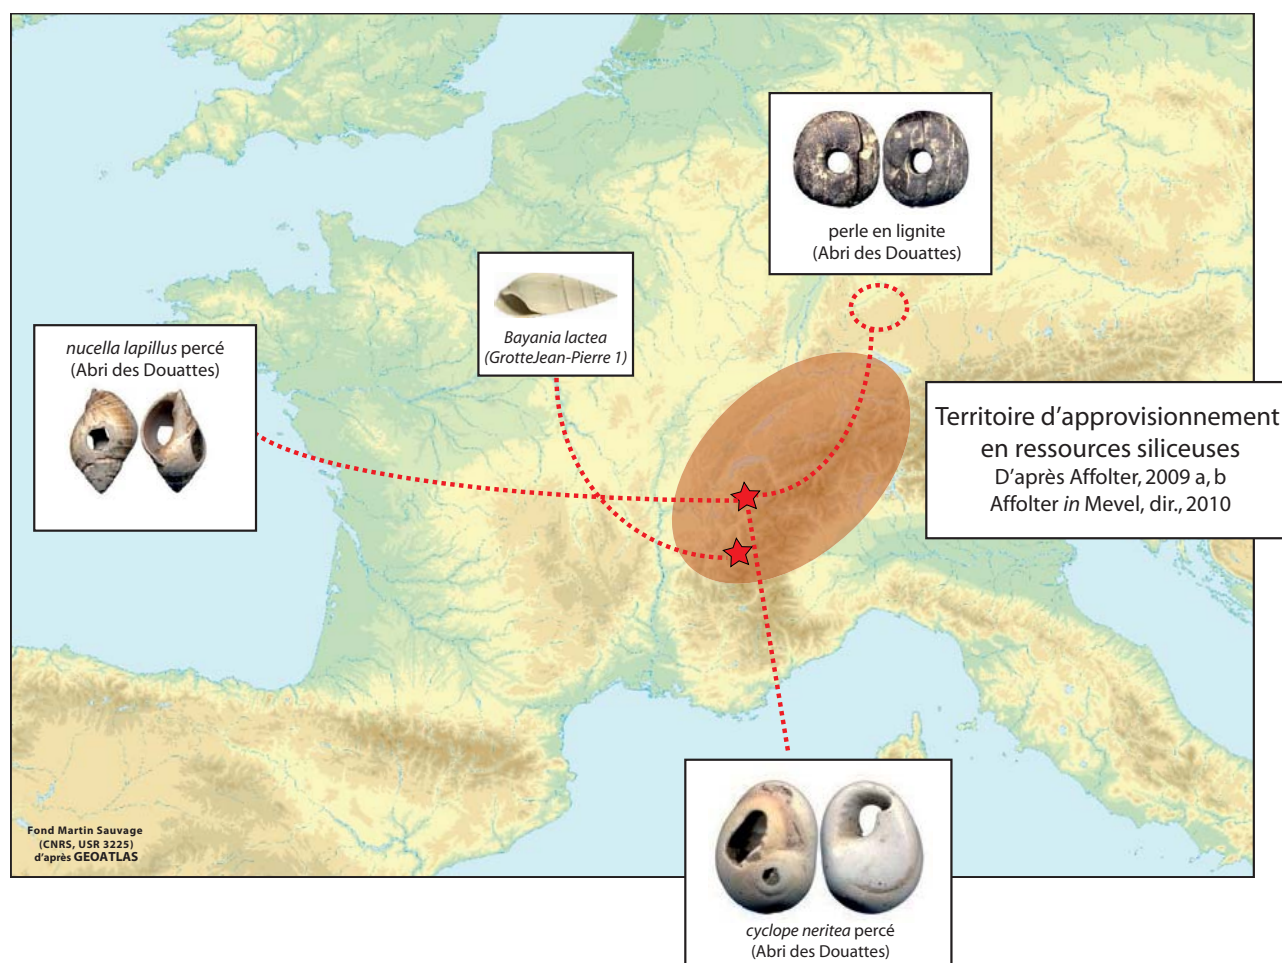 perle en lignite
(Abri des Douattes)
Bayania lactea
(GrotteJean-Pierre 1)
nucella lapillus percé
(Abri des Douattes)
Territoire d'approvisionnement
en ressources siliceuses
D'après Affolter, 2009 a, b
Affolter in Mevel, dir., 2010
Fond Martin Sauvage
(CNRS, USR 3225)
d'après GEOATLAS
cyclope neritea percé
(Abri des Douattes)